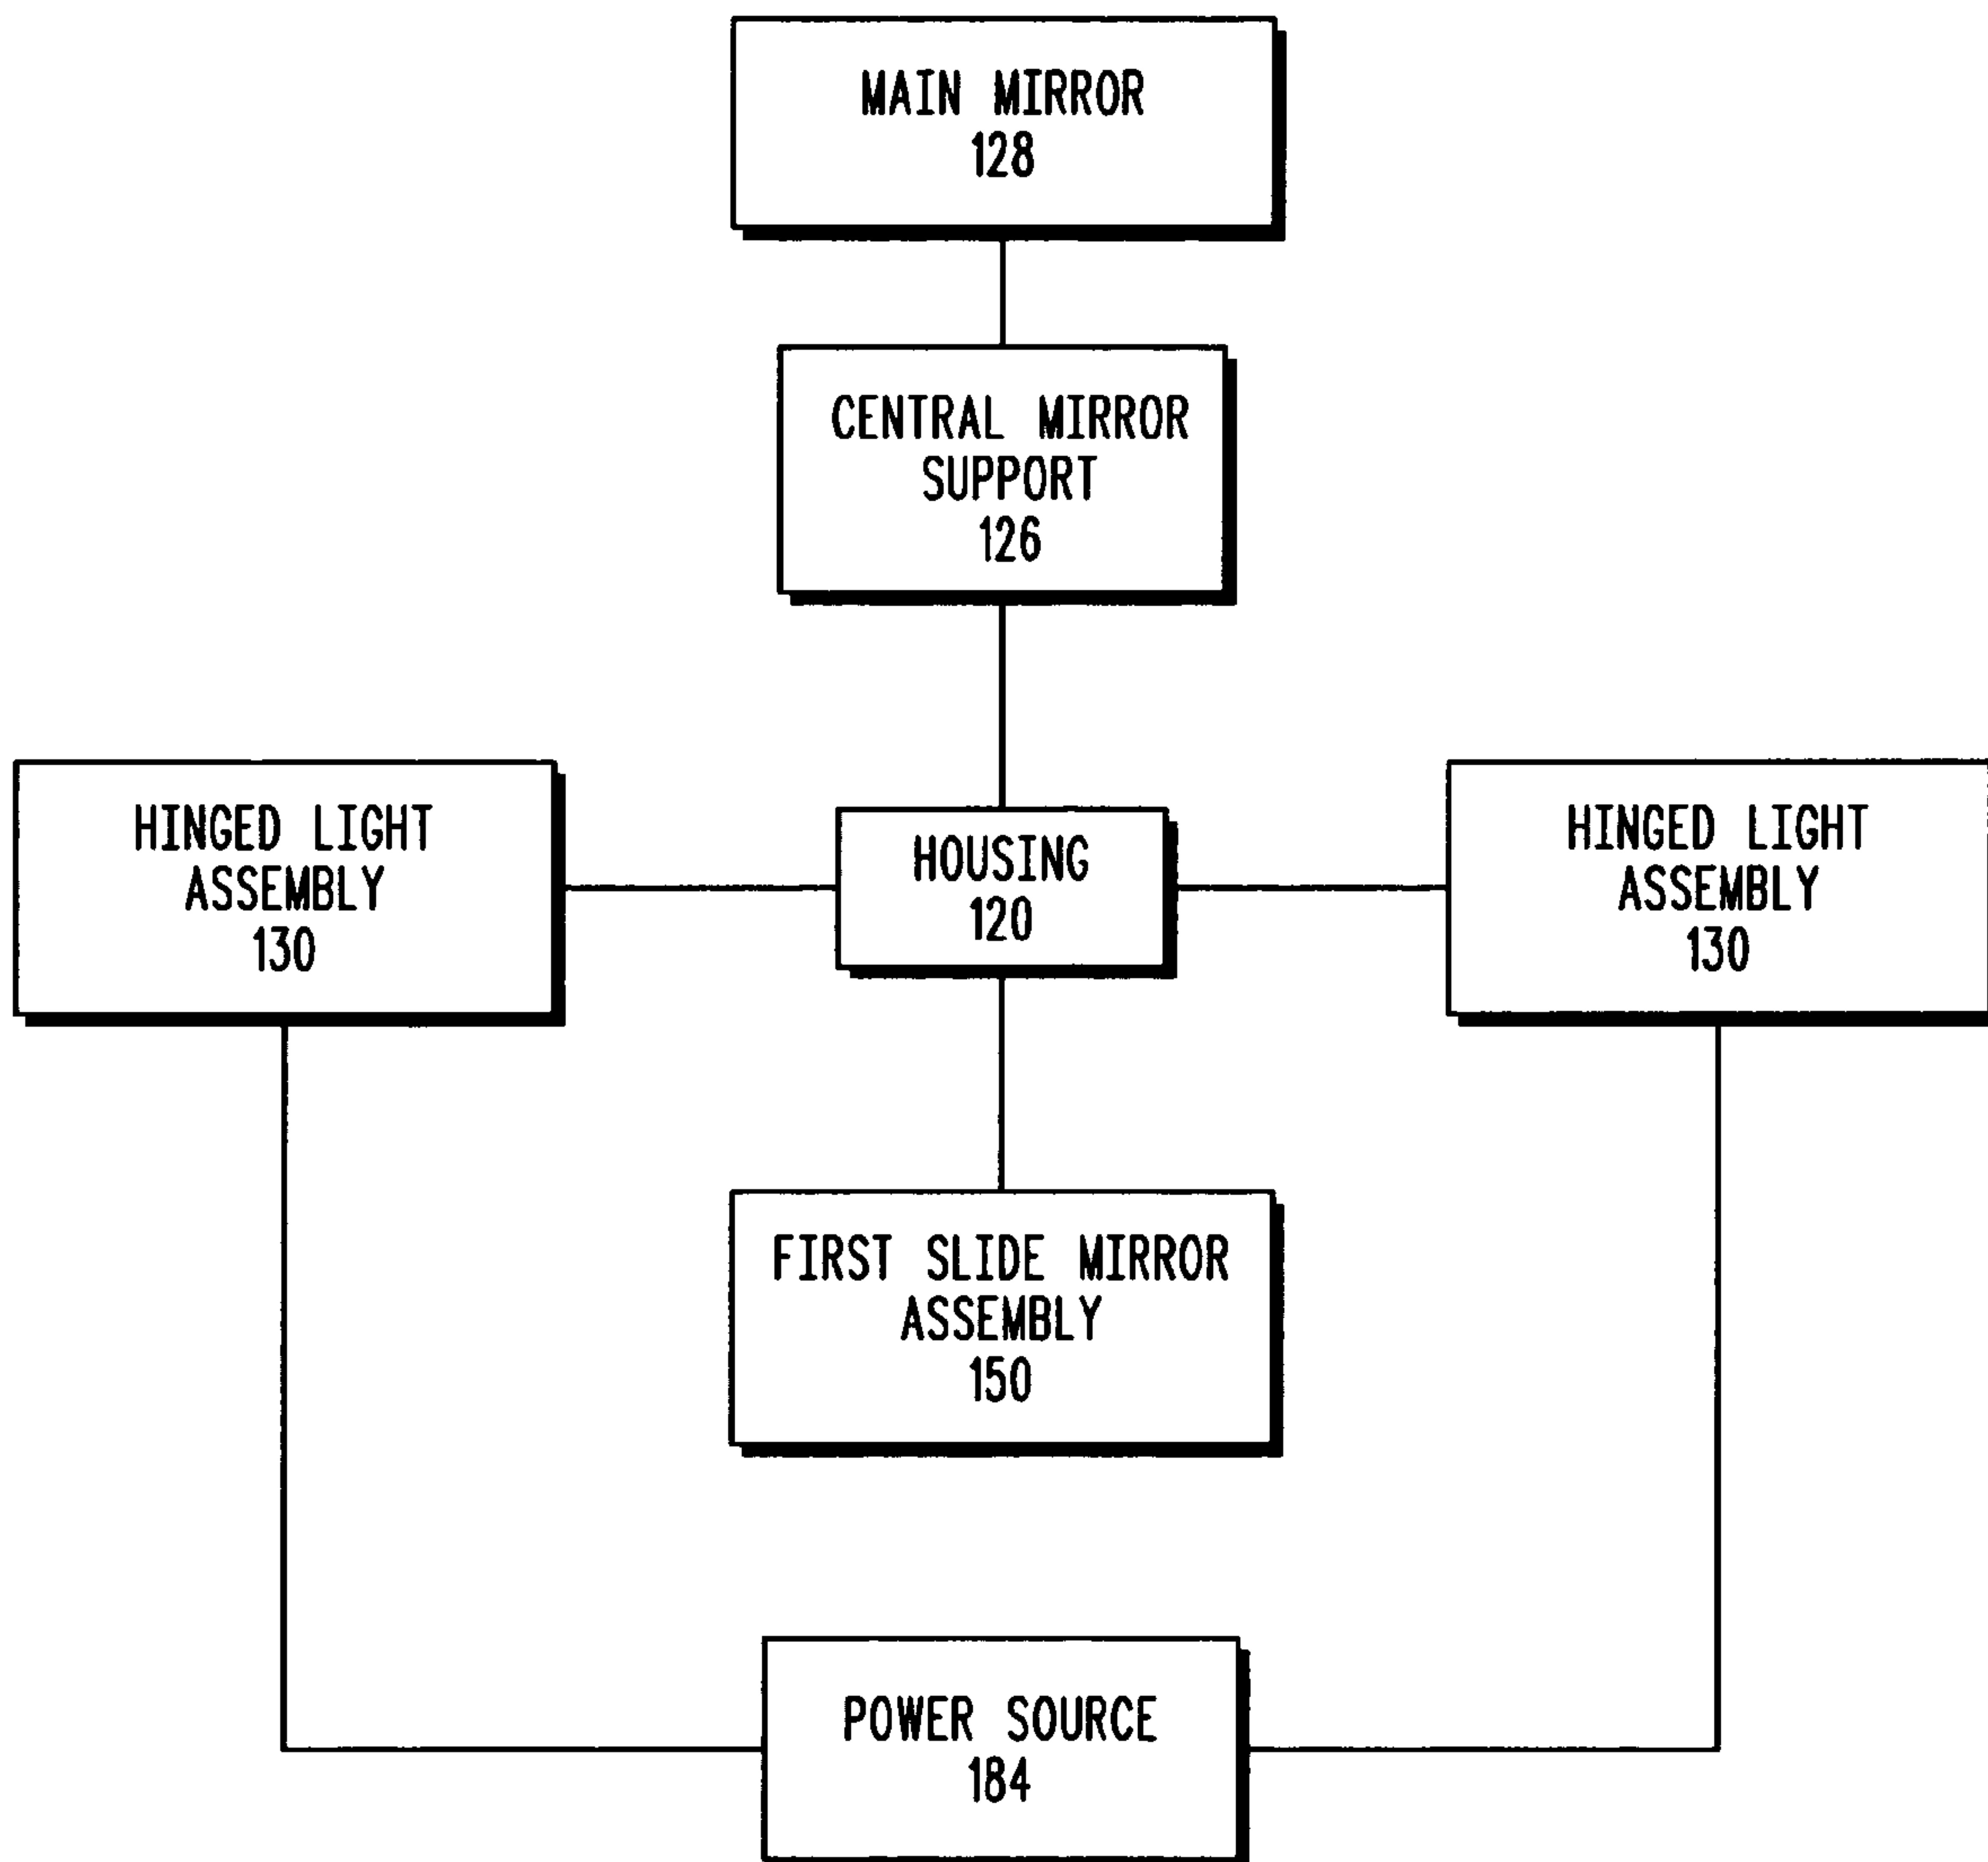 MAIN MIRROR
128
CENTRAL MIRROR
SUPPORT
126
HINGED LIGHT
ASSEMBLY
130
HOUSING
120
HINGED LIGHT
ASSEMBLY
130
FIRST SLIDE MIRROR
ASSEMBLY
150
POWER SOURCE
184